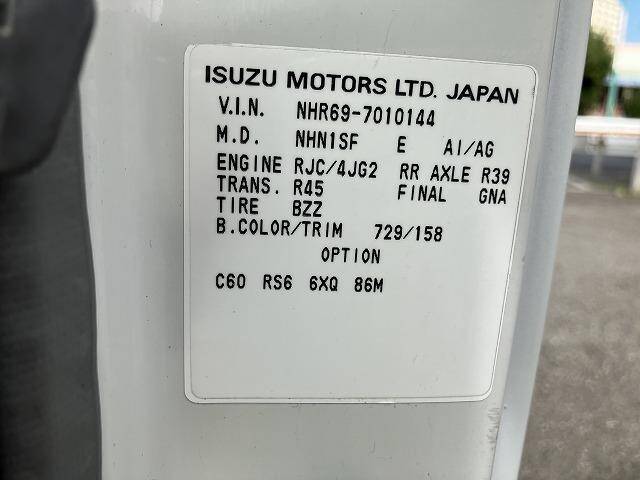 ISUZU MOTORS LTD. JAPAN
V.I.N. NHR69-7010144
M.D. NHN1SF E AI/AG
ENGINE RJC/4JG2 RR AXLE R39
TRANS. R45 FINAL GNA
TIRE BZZ
B.COLOR/TRIM 729/158
OPTION
C60 RS6 6XQ 86M